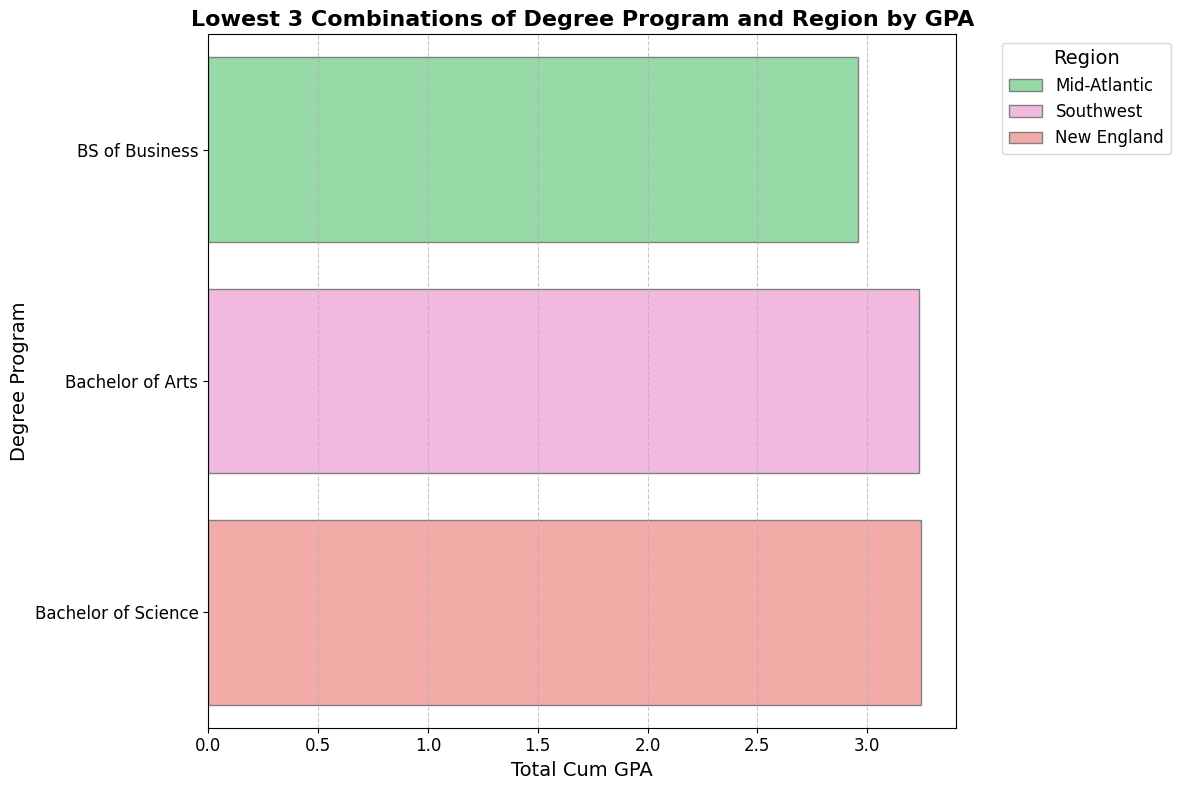 Lowest 3 Combinations of Degree Program and Region by GPA
Region
Mid-Atlantic
Southwest
New England
Degree Program
BS of Business
Bachelor of Arts
Bachelor of Science
0.0 0.5 1.0 1.5 2.0 2.5 3.0
Total Cum GPA